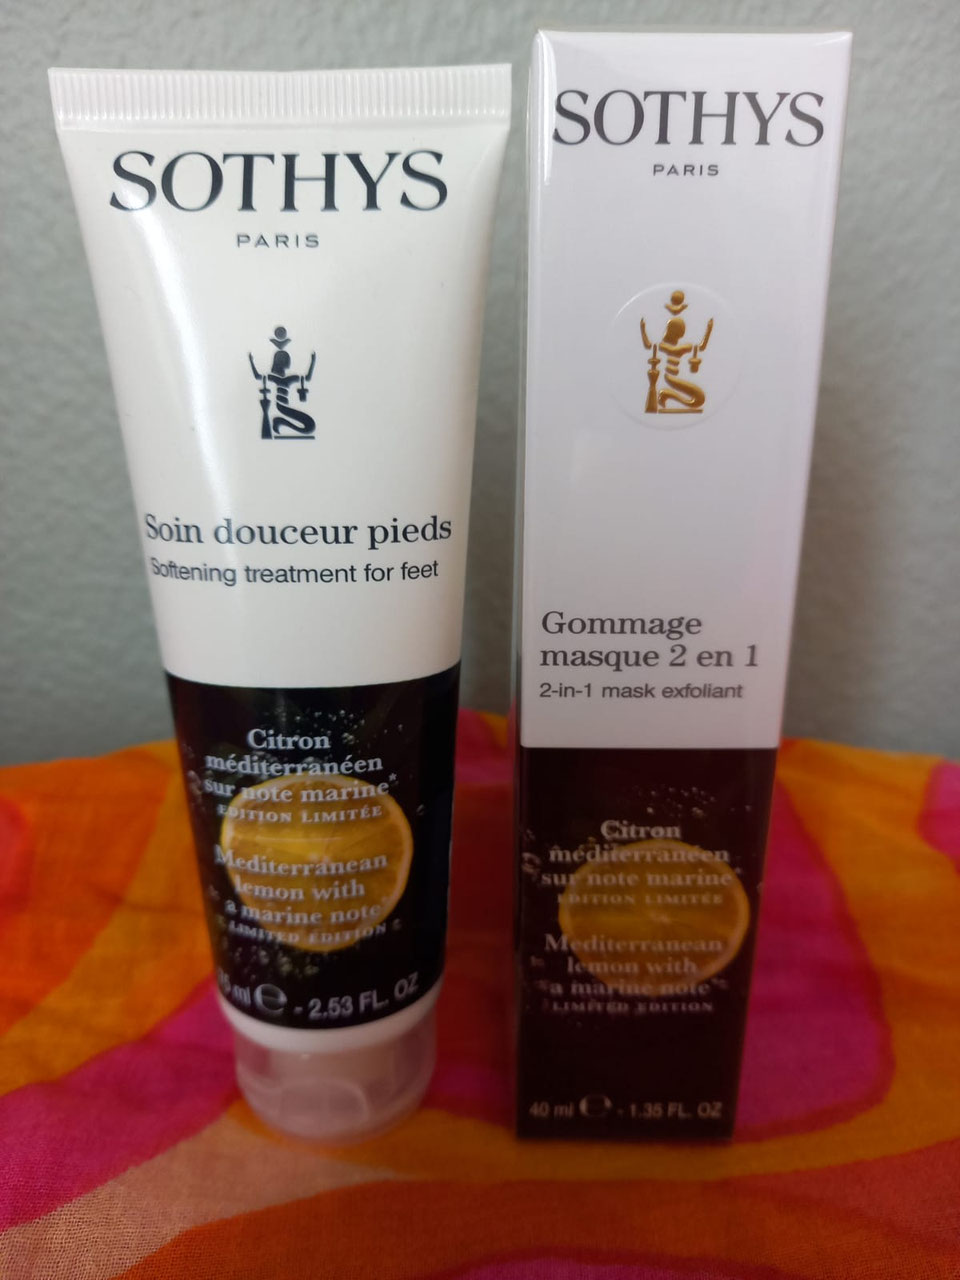 SOTHYS
PARIS
Soin douceur pieds
Softening treatment for feet
Citron
méditerranéen
sur note marine*
EDITION LIMITÉE
Mediterranean
lemon with
a marine note*
LIMITED EDITION
ml e - 2.53 FL. OZ
SOTHYS
PARIS
Gommage
masque 2 en 1
2-in-1 mask exfoliant
Citron
méditerranéen
sur note marine*
EDITION LIMITÉE
Mediterranean
lemon with
a marine note*
LIMITED EDITION
40 ml e - 1.35 FL. OZ